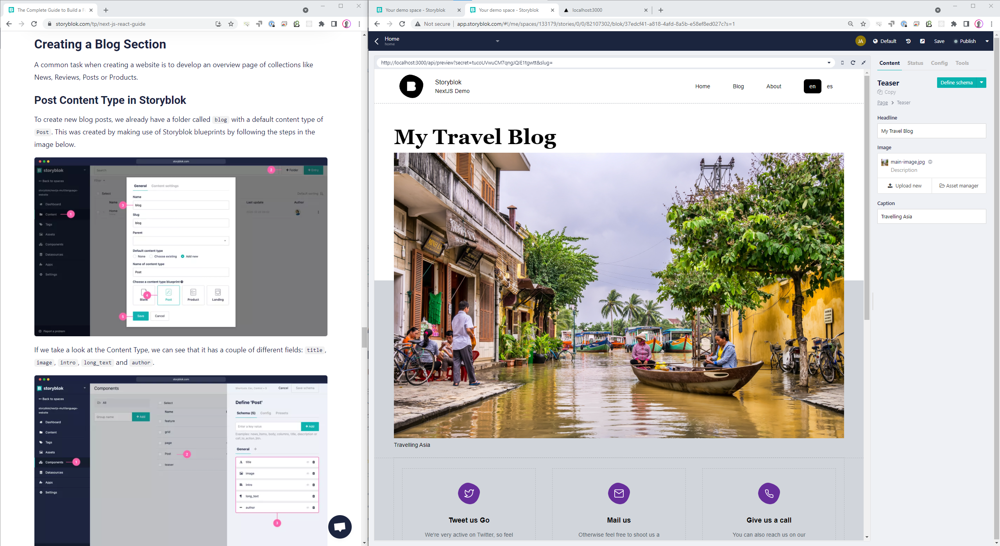 The Complete Guide to Build a F
storyblok.com/tp/next-js-react-guide
Creating a Blog Section
A common task when creating a website is to develop an overview page of collections like
News, Reviews, Posts or Products.
Post Content Type in Storyblok
To create new blog posts, we already have a folder called blog with a default content type of
Post. This was created by making use of Storyblok blueprints by following the steps in the
image below.
storyblok.com
storyblok
Search
2
+ Folder
+ Entry
Back to spaces
Filter
storyblok/nextjs-multilanguage-
website
Select
Default sorting
Dashboard
Name
Last update
Author
Content
1
Home
Tags
Assets
Components
Datasources
Apps
Settings
Report a problem
General
Content settings
Name
3
blog
Slug
blog
Parent
Default content type
None
Choose existing
Add new
Name of content type
Post
Choose a content type blueprint
4
Blank
Post
Product
Landing
5
Save
Cancel
If we take a look at the Content Type, we can see that it has a couple of different fields: title,
image, intro, long_text and author.
storyblok.com
storyblok
Components
Shortcuts: Esc, Control + S
Cancel
Save schema
Back to spaces
All
Select
storyblok/nextjs-multilanguage-
website
Name
Group name
+ Add
Dashboard
feature
Content
grid
Tags
page
Assets
Post
2
Components
1
teaser
Datasources
Apps
Settings
Define 'Post'
Schema (5)
Config
Presets
Enter a key value
+ Add
Examples: news_items, body, columns, title, description or
call_to_action_btn.
General
+
title
image
intro
long_text
author
3
Your demo space - Storyblok
Your demo space - Storyblok
localhost:3000
Not secure
app.storyblok.com/#!/me/spaces/133179/stories/0/0/82107302/blok/37edcf41-a818-4afd-8a5b-e58ef8ed027c?s=1
Home
home
JA
Default
Save
Publish
http://localhost:3000/api/preview?secret=tucoUVwuCM7qngJQIE1tgwtt&slug=
Storyblok
NextJS Demo
Home
Blog
About
en
es
My Travel Blog
MINH LY
Travelling Asia
Tweet us Go
Mail us
Give us a call
We're very active on Twitter, so feel
Otherwise feel free to shoot us a
You can also reach us on our
Content
Status
Config
Tools
Teaser
Define schema
Copy
Page
Teaser
Headline
My Travel Blog
Image
main-image.jpg
Description
Upload new
Asset manager
Caption
Travelling Asia